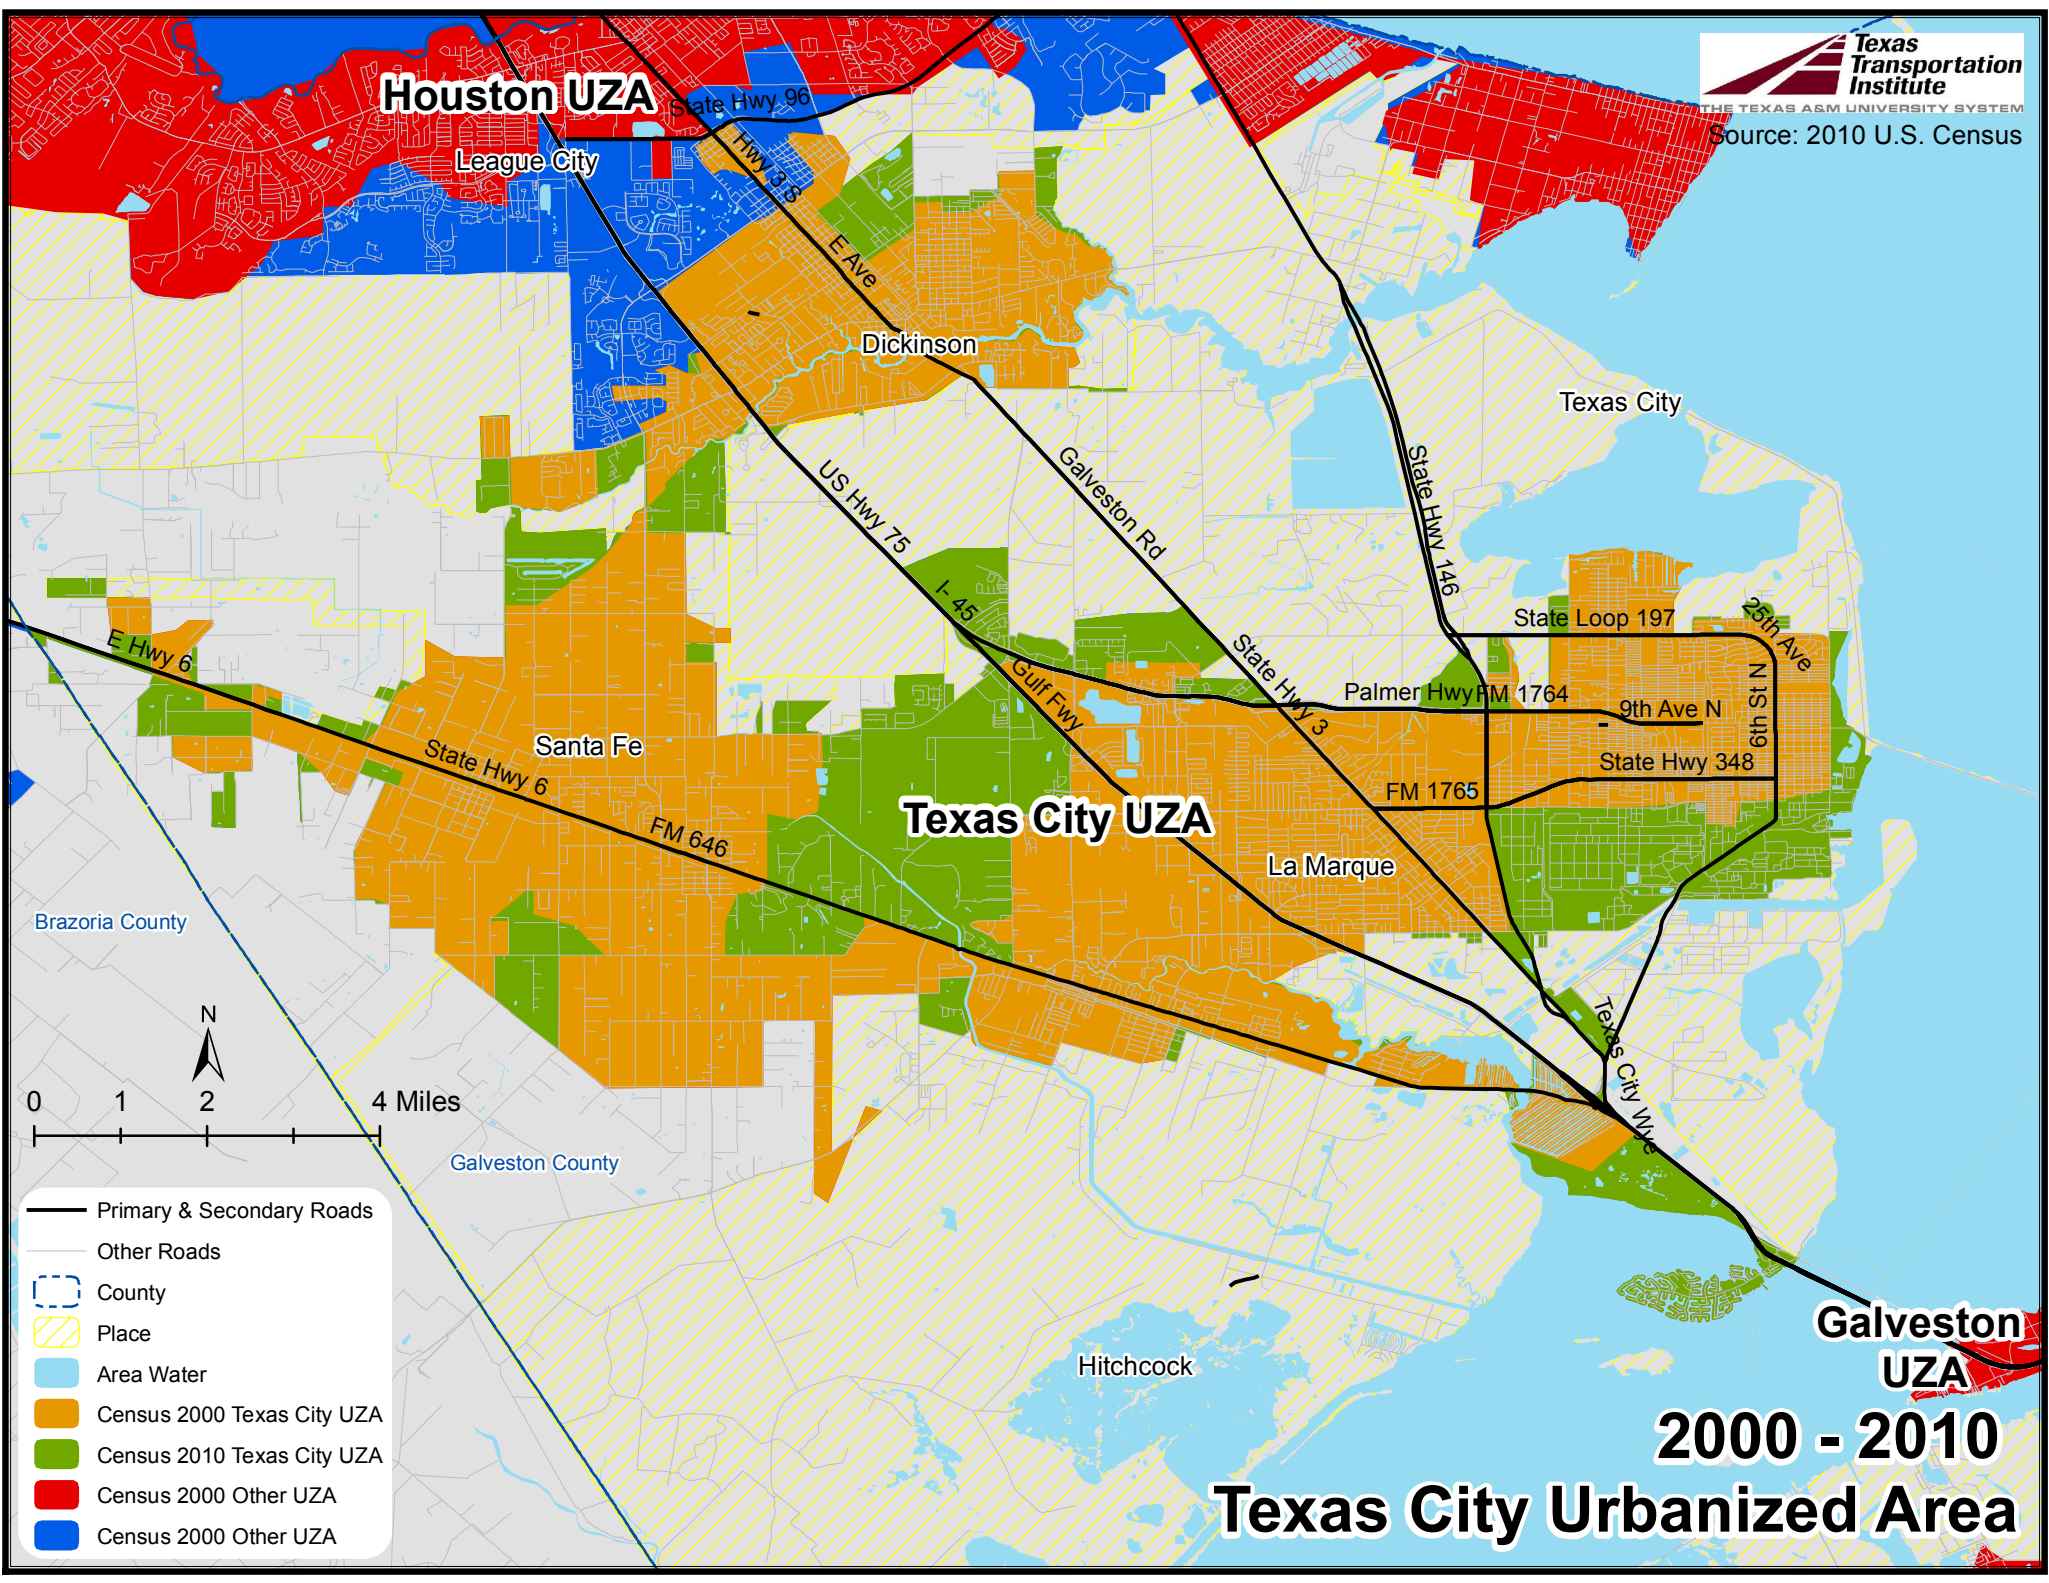 Texas
Transportation
Institute
THE TEXAS A&M UNIVERSITY SYSTEM
Source: 2010 U.S. Census
Houston UZA
State Hwy 96
League City
Hwy 3 S
E Ave
Dickinson
Texas City
Galveston Rd
State Hwy 146
US Hwy 75
I- 45
State Loop 197
25th Ave
E Hwy 6
Gulf Fwy
State Hwy 3
Palmer Hwy
FM 1764
9th Ave N
6th St N
Santa Fe
State Hwy 6
State Hwy 348
FM 1765
Texas City UZA
FM 646
La Marque
Brazoria County
N
0 1 2 4 Miles
Texas City Wye
Galveston County
Primary & Secondary Roads
Other Roads
County
Place
Area Water
Census 2000 Texas City UZA
Census 2010 Texas City UZA
Census 2000 Other UZA
Census 2000 Other UZA
Hitchcock
Galveston
UZA
2000 - 2010
Texas City Urbanized Area